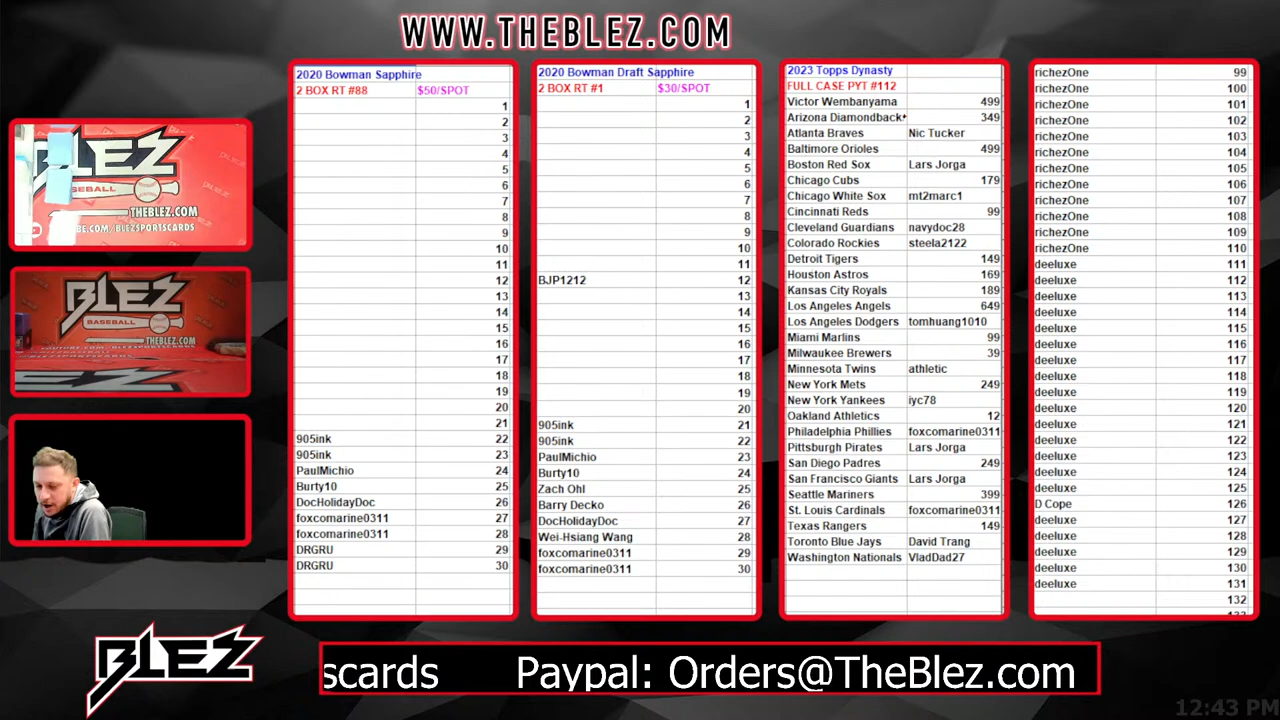 WWW.THEBLEZ.COM
2020 Bowman Sapphire
2 BOX RT #88 $50/SPOT
1
2
3
4
5
6
7
8
9
10
11
12
13
14
15
16
17
18
19
20
21
905ink 22
905ink 23
PaulMichio 24
Burty10 25
DocHolidayDoc 26
foxcomarine0311 27
foxcomarine0311 28
DRGRU 29
DRGRU 30
2020 Bowman Draft Sapphire
2 BOX RT #1 $30/SPOT
1
2
3
4
5
6
7
8
9
10
11
BJP1212 12
13
14
15
16
17
18
19
20
905ink 21
905ink 22
PaulMichio 23
Burty10 24
Zach Ohl 25
Barry Decko 26
DocHolidayDoc 27
Wei-Hsiang Wang 28
foxcomarine0311 29
foxcomarine0311 30
2023 Topps Dynasty
FULL CASE PYT #112
Victor Wembanyama 499
Arizona Diamondback 349
Atlanta Braves Nic Tucker
Baltimore Orioles 499
Boston Red Sox Lars Jorga
Chicago Cubs 179
Chicago White Sox mt2marc1
Cincinnati Reds 99
Cleveland Guardians navydoc28
Colorado Rockies steela2122
Detroit Tigers 149
Houston Astros 169
Kansas City Royals 189
Los Angeles Angels 649
Los Angeles Dodgers tomhuang1010
Miami Marlins 99
Milwaukee Brewers 39
Minnesota Twins athletic
New York Mets 249
New York Yankees iyc78
Oakland Athletics 12
Philadelphia Phillies foxcomarine0311
Pittsburgh Pirates Lars Jorga
San Diego Padres 249
San Francisco Giants Lars Jorga
Seattle Mariners 399
St. Louis Cardinals foxcomarine0311
Texas Rangers 149
Toronto Blue Jays David Trang
Washington Nationals VladDad27
richezOne 99
richezOne 100
richezOne 101
richezOne 102
richezOne 103
richezOne 104
richezOne 105
richezOne 106
richezOne 107
richezOne 108
richezOne 109
richezOne 110
deeluxe 111
deeluxe 112
deeluxe 113
deeluxe 114
deeluxe 115
deeluxe 116
deeluxe 117
deeluxe 118
deeluxe 119
deeluxe 120
deeluxe 121
deeluxe 122
deeluxe 123
deeluxe 124
deeluxe 125
D Cope 126
deeluxe 127
deeluxe 128
deeluxe 129
deeluxe 130
deeluxe 131
132
BLEZ
SEBALL
THEBLEZ.COM
BE.COM/BLEZSPORTSCARDS
BLEZ
BASEBALL
THEBLEZ.COM
BLEZ
scards Paypal: Orders@TheBlez.com
12:43 PM